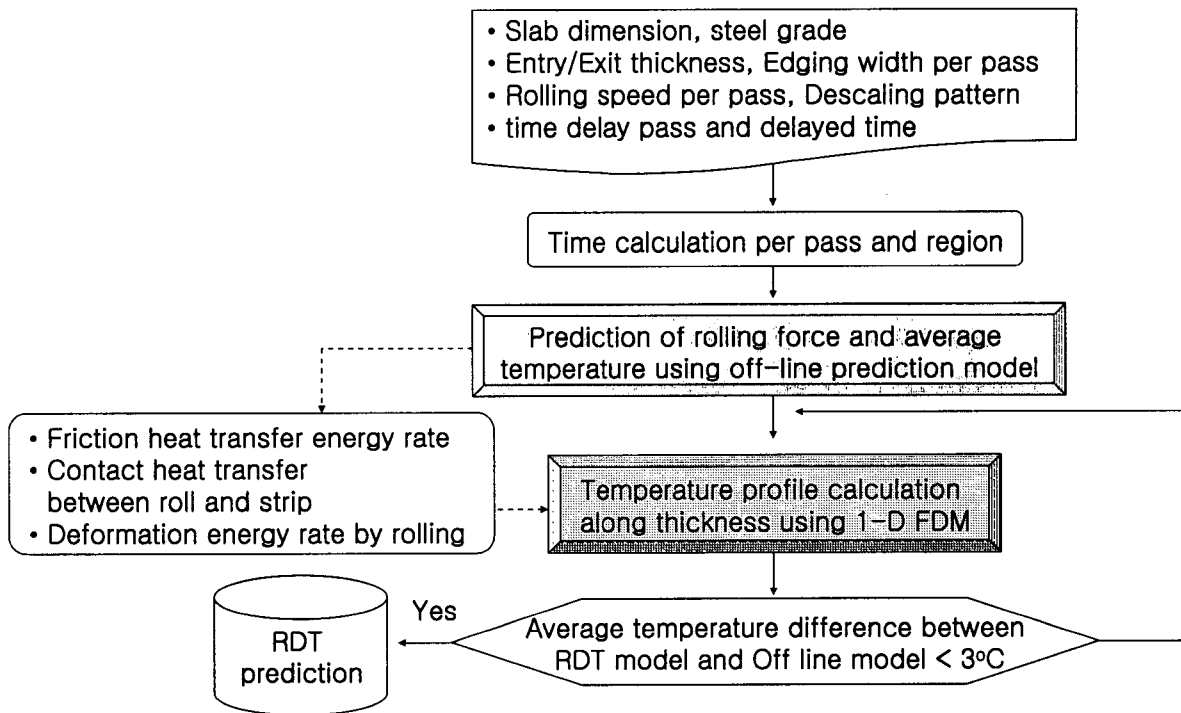 • Slab dimension, steel grade
• Entry/Exit thickness, Edging width per pass
• Rolling speed per pass, Descaling pattern
• time delay pass and delayed time
Time calculation per pass and region
Prediction of rolling force and average
temperature using off-line prediction model
• Friction heat transfer energy rate
• Contact heat transfer
between roll and strip
• Deformation energy rate by rolling
Temperature profile calculation
along thickness using 1-D FDM
Yes
Average temperature difference between
RDT model and Off line model < 3°C
RDT
prediction